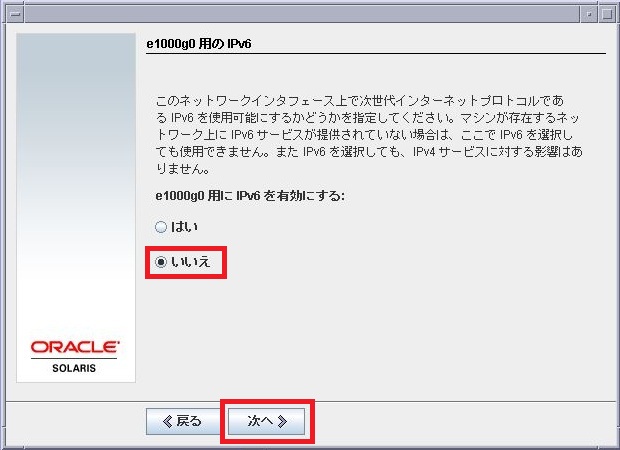 e1000g0 用の IPv6
このネットワークインタフェース上で次世代インターネットプロトコルであ
る IPv6 を使用可能にするかどうかを指定してください。マシンが存在するネッ
トワーク上に IPv6 サービスが提供されていない場合は、ここで IPv6 を選択し
ても使用できません。また IPv6 を選択しても、IPv4 サービスに対する影響はあ
りません。
e1000g0 用に IPv6 を有効にする:
はい
いいえ
ORACLE
SOLARIS
戻る
次へ